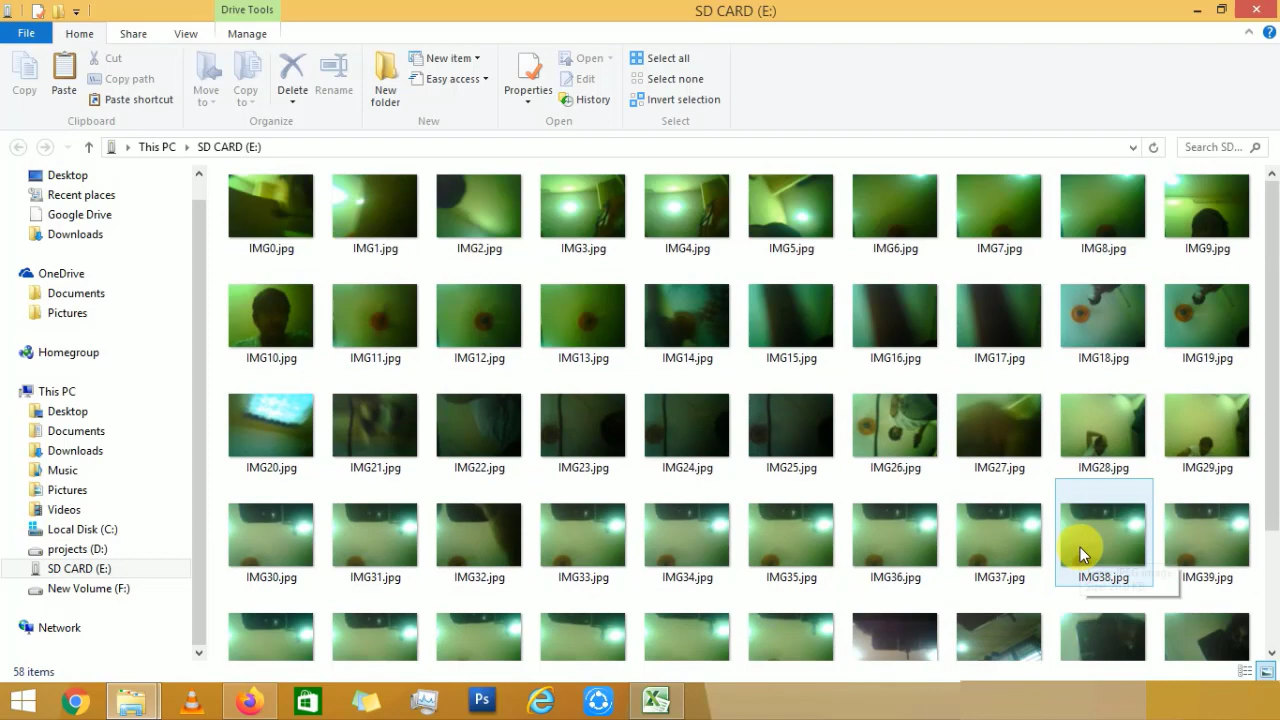 Drive Tools
SD CARD (E:)
File
Home
Share
View
Manage
Copy
Paste
Cut
Copy path
Paste shortcut
Clipboard
Move to
Copy to
Delete
Rename
Organize
New folder
New item
Easy access
New
Properties
Open
Edit
History
Open
Select all
Select none
Invert selection
Select
This PC
SD CARD (E:)
Search SD...
Desktop
Recent places
Google Drive
Downloads
OneDrive
Documents
Pictures
Homegroup
This PC
Desktop
Documents
Downloads
Music
Pictures
Videos
Local Disk (C:)
projects (D:)
SD CARD (E:)
New Volume (F:)
Network
IMG0.jpg IMG1.jpg IMG2.jpg IMG3.jpg IMG4.jpg IMG5.jpg IMG6.jpg IMG7.jpg IMG8.jpg IMG9.jpg
IMG10.jpg IMG11.jpg IMG12.jpg IMG13.jpg IMG14.jpg IMG15.jpg IMG16.jpg IMG17.jpg IMG18.jpg IMG19.jpg
IMG20.jpg IMG21.jpg IMG22.jpg IMG23.jpg IMG24.jpg IMG25.jpg IMG26.jpg IMG27.jpg IMG28.jpg IMG29.jpg
IMG30.jpg IMG31.jpg IMG32.jpg IMG33.jpg IMG34.jpg IMG35.jpg IMG36.jpg IMG37.jpg IMG38.jpg IMG39.jpg
58 items
Ps